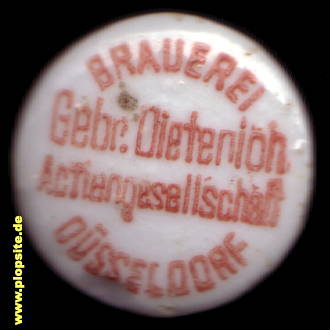 BRAUEREI
Gebr. Dieterich
Actiengesellschaft
DÜSSELDORF
www.plopsite.de